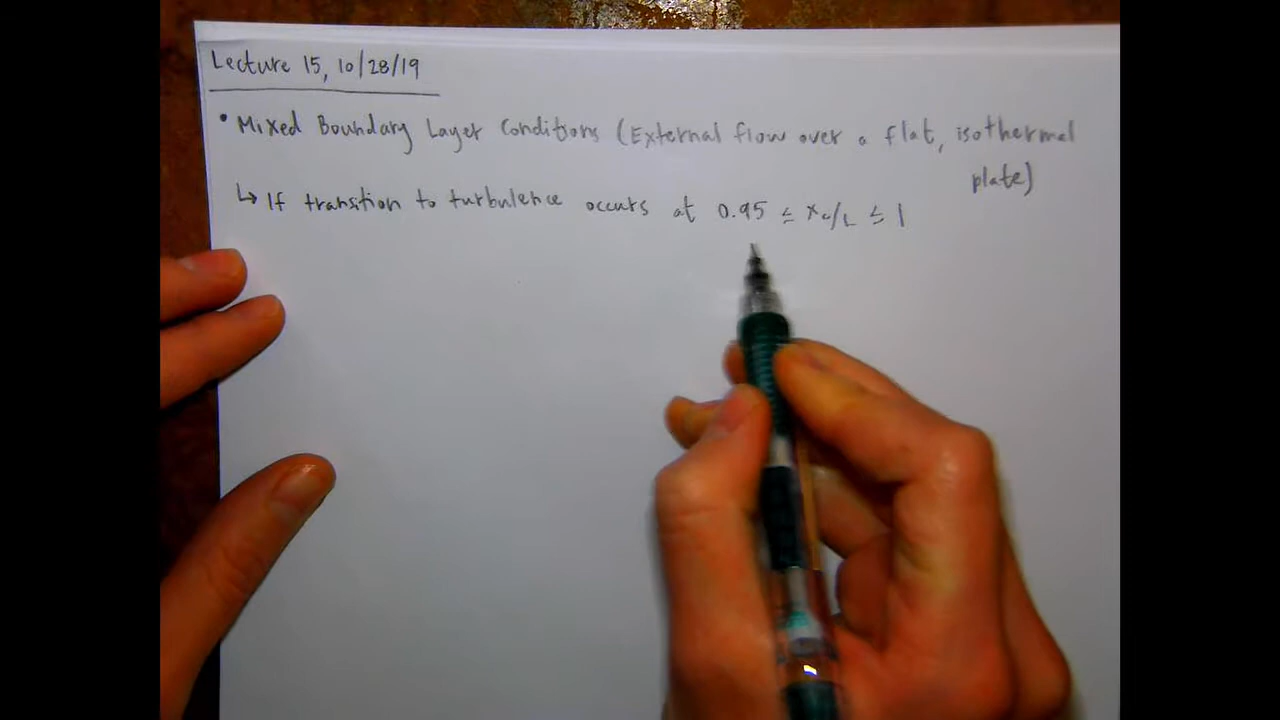 Lecture 15, 10/28/19
• Mixed Boundary Layer Conditions (External flow over a flat, isothermal
plate)
↳ If transition to turbulence occurs at 0.95 ≤ xc/L ≤ 1